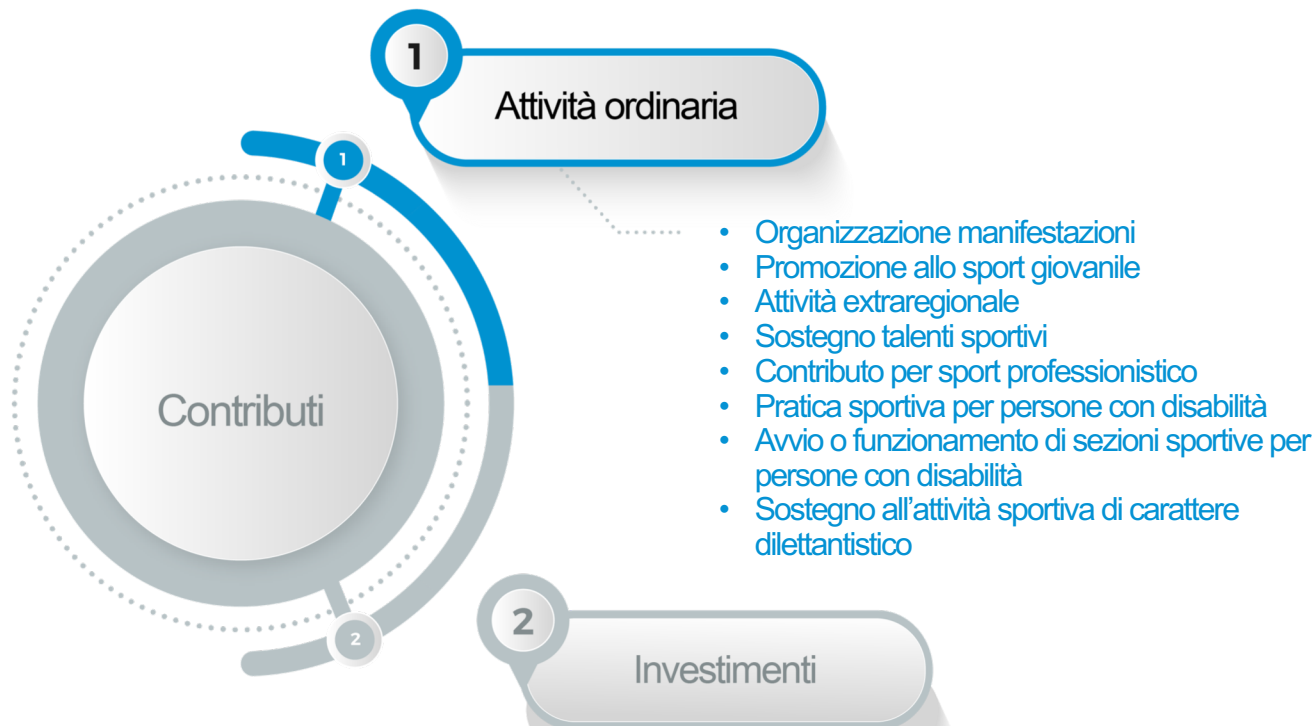 1
Attività ordinaria
1
• Organizzazione manifestazioni
• Promozione allo sport giovanile
• Attività extraregionale
• Sostegno talenti sportivi
• Contributo per sport professionistico
• Pratica sportiva per persone con disabilità
• Avvio o funzionamento di sezioni sportive per
persone con disabilità
• Sostegno all’attività sportiva di carattere
dilettantistico
Contributi
2
2
Investimenti